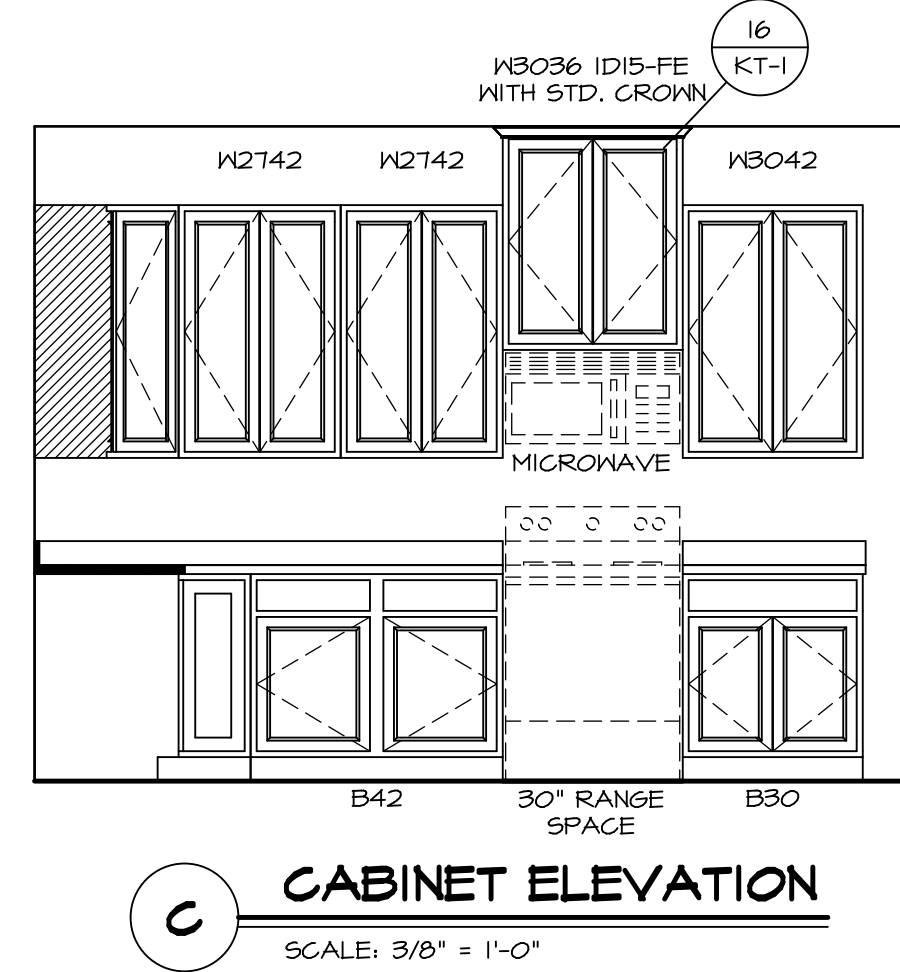 16
KT-1
W3036 1D15-FE
WITH STD. CROWN
W2742
W2742
W3042
MICROWAVE
B42
30" RANGE
SPACE
B30
C
CABINET ELEVATION
SCALE: 3/8" = 1'-0"